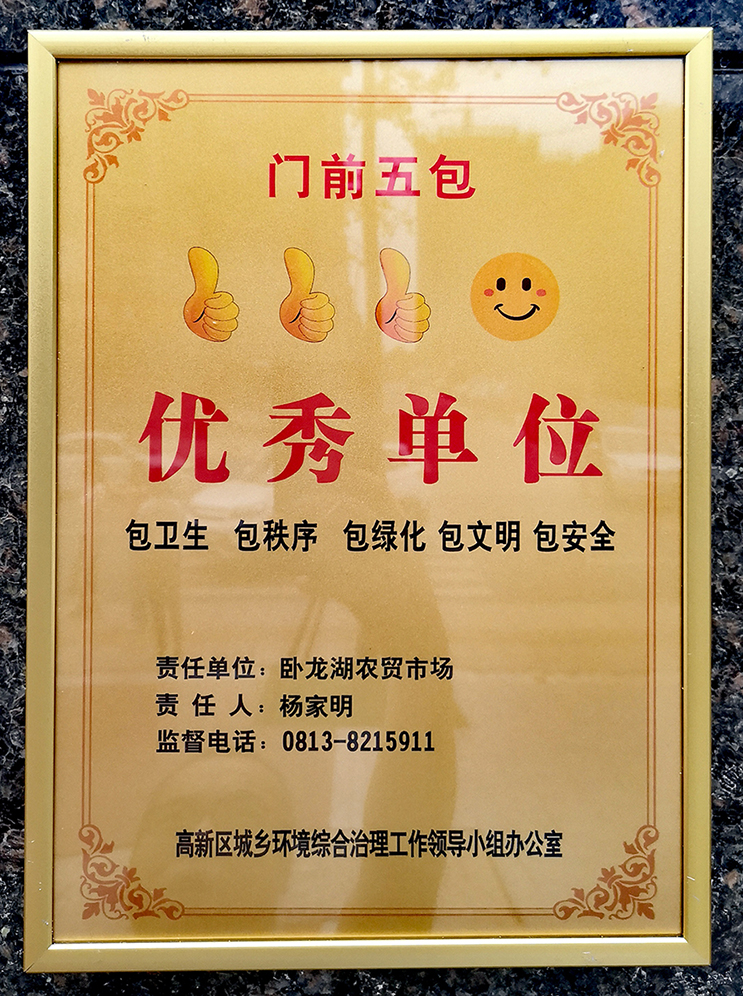 门前五包
优秀单位
包卫生 包秩序 包绿化 包文明 包安全
责任单位：卧龙湖农贸市场
责 任 人：杨家明
监督电话：0813-8215911
高新区城乡环境综合治理工作领导小组办公室